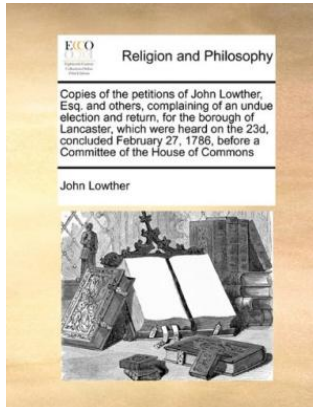 ECCO
Religion and Philosophy
Copies of the petitions of John Lowther,
Esq. and others, complaining of an undue
election and return, for the borough of
Lancaster, which were heard on the 23d,
concluded February 27, 1786, before a
Committee of the House of Commons
John Lowther